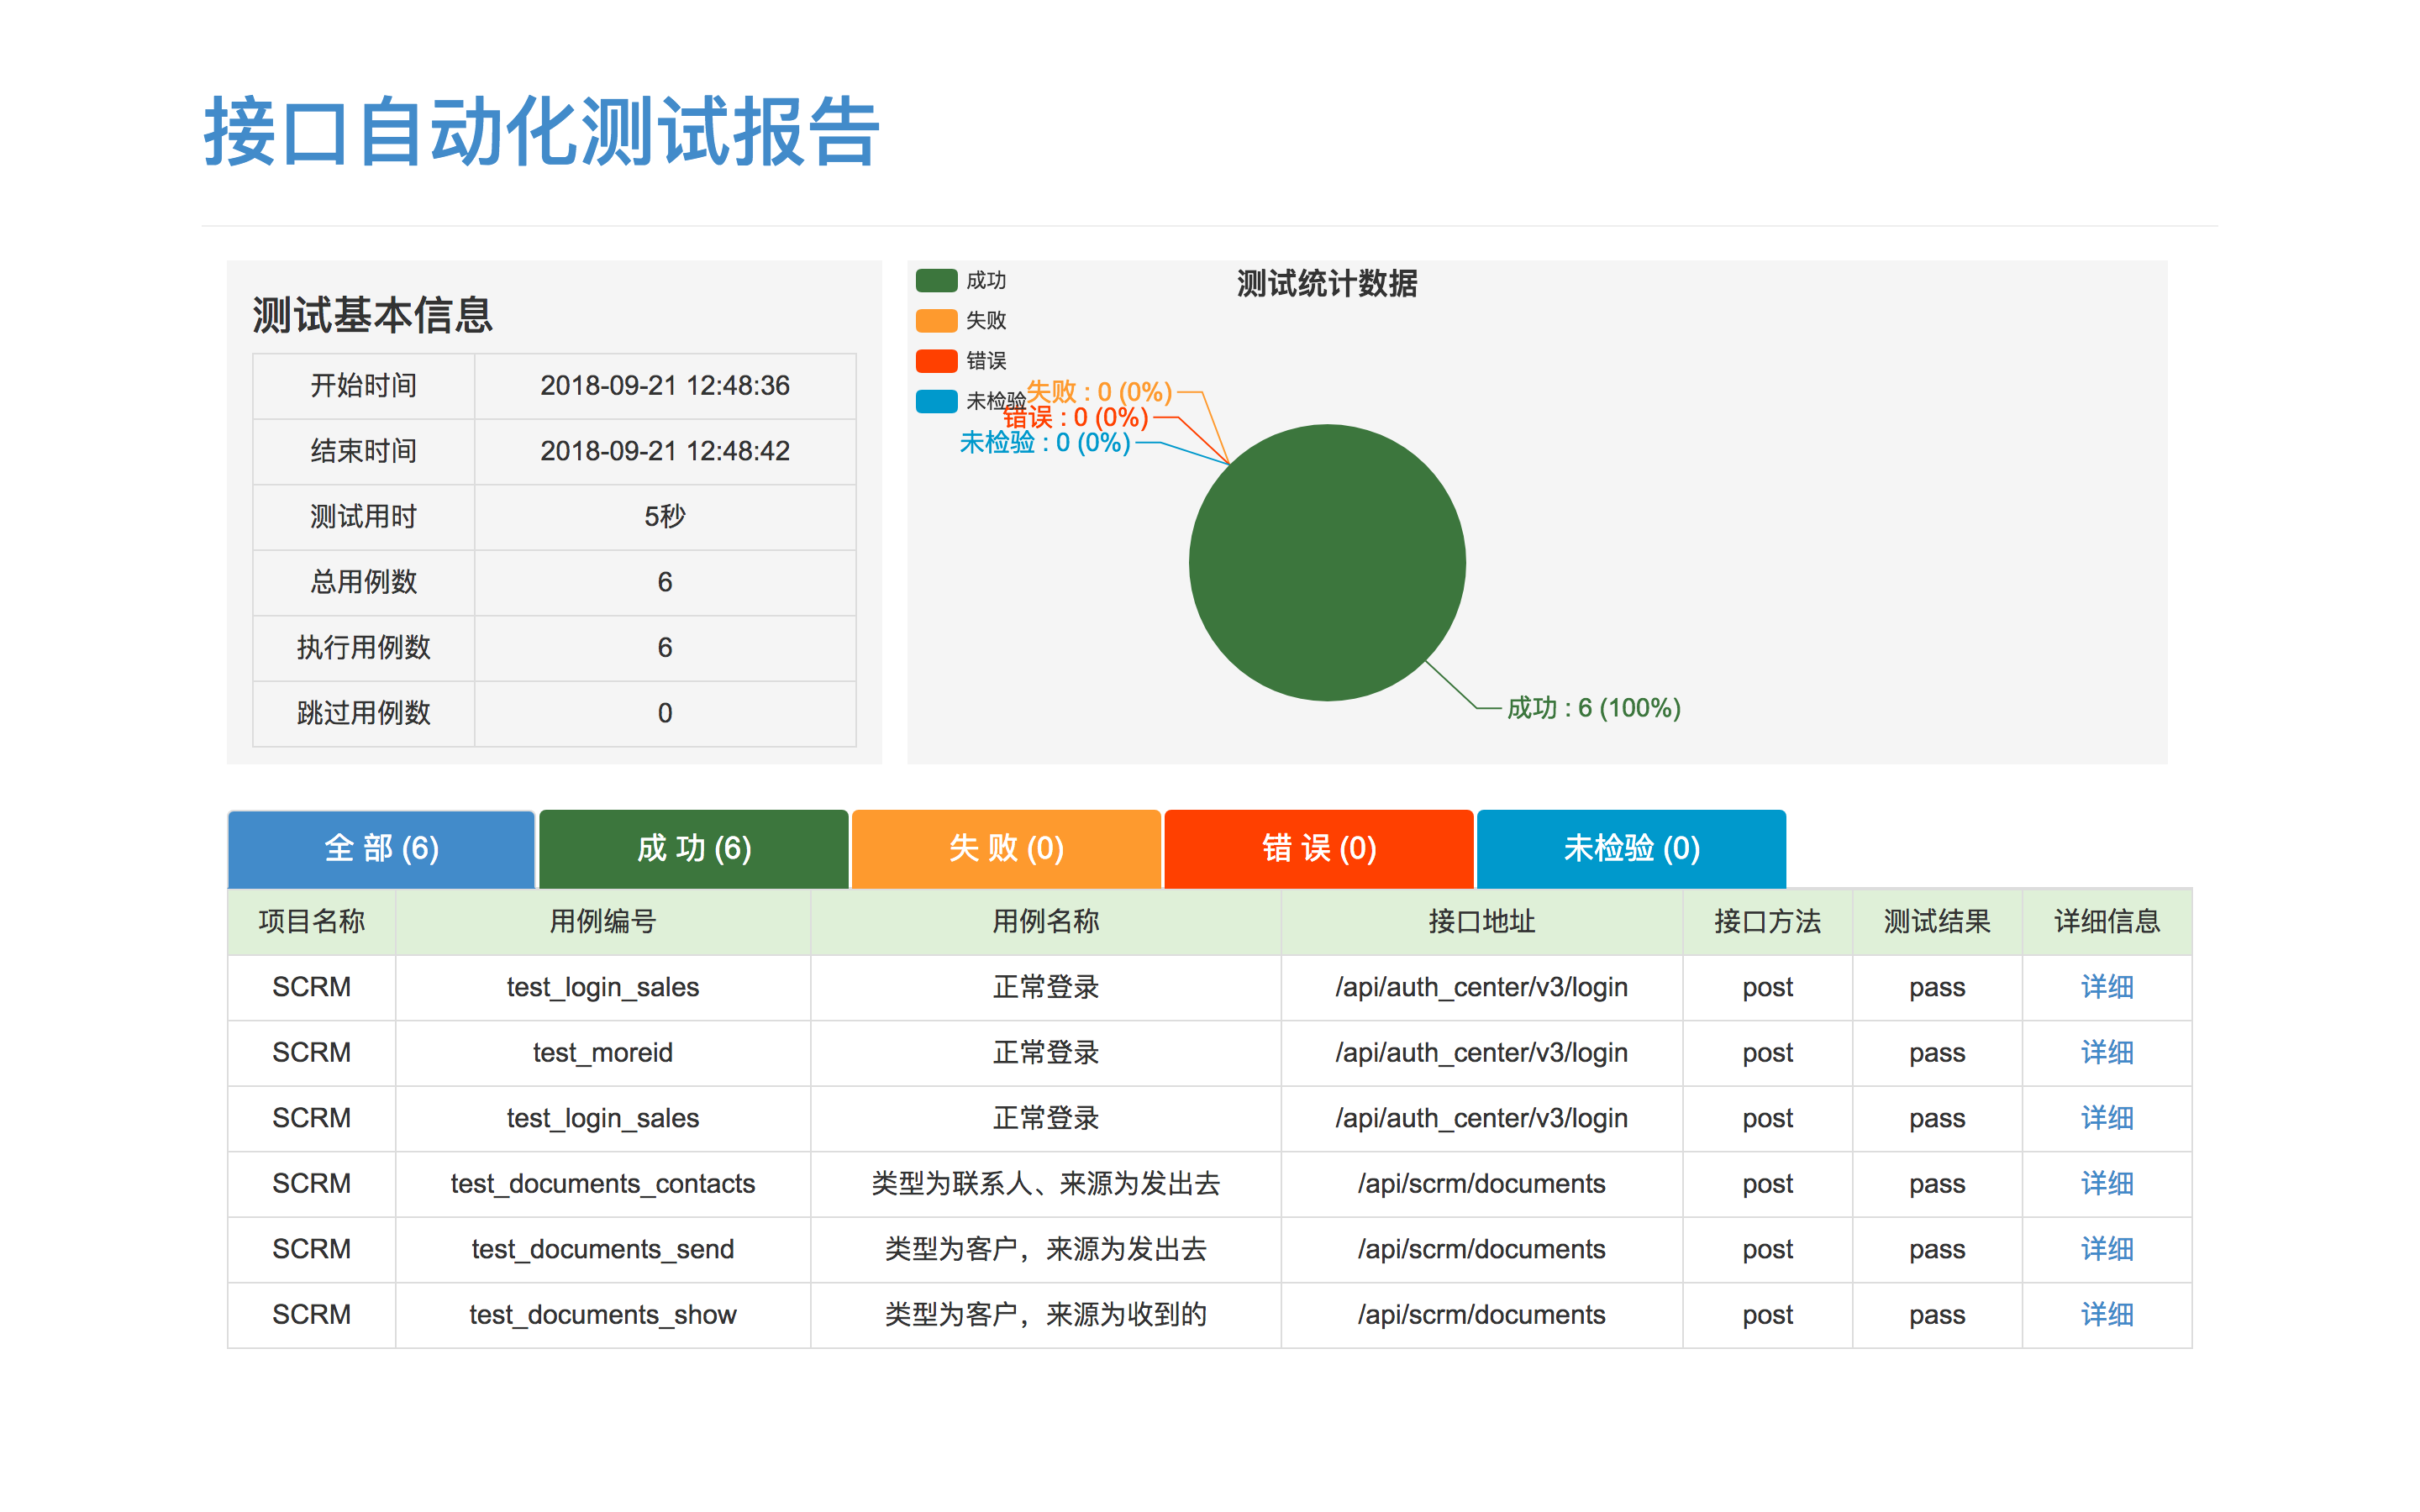 接口自动化测试报告
测试基本信息
开始时间 2018-09-21 12:48:36
结束时间 2018-09-21 12:48:42
测试用时 5秒
总用例数 6
执行用例数 6
跳过用例数 0
测试统计数据
成功
失败
错误
未检验
失败 : 0 (0%)
错误 : 0 (0%)
未检验 : 0 (0%)
成功 : 6 (100%)
全 部 (6) 成 功 (6) 失 败 (0) 错 误 (0) 未检验 (0)
项目名称 用例编号 用例名称 接口地址 接口方法 测试结果 详细信息
SCRM test_login_sales 正常登录 /api/auth_center/v3/login post pass 详细
SCRM test_moreid 正常登录 /api/auth_center/v3/login post pass 详细
SCRM test_login_sales 正常登录 /api/auth_center/v3/login post pass 详细
SCRM test_documents_contacts 类型为联系人、来源为发出去 /api/scrm/documents post pass 详细
SCRM test_documents_send 类型为客户，来源为发出去 /api/scrm/documents post pass 详细
SCRM test_documents_show 类型为客户，来源为收到的 /api/scrm/documents post pass 详细